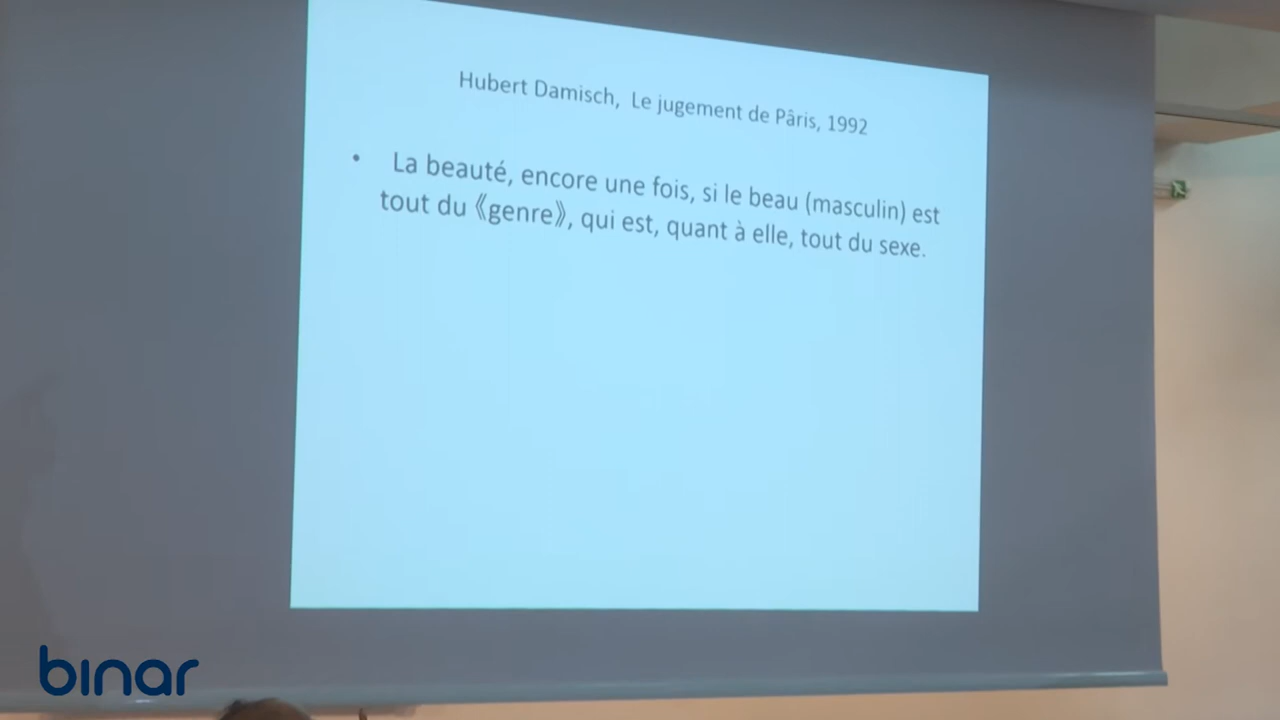 Hubert Damisch, Le jugement de Pâris, 1992
• La beauté, encore une fois, si le beau (masculin) est
tout du 《genre》, qui est, quant à elle, tout du sexe.
bınar